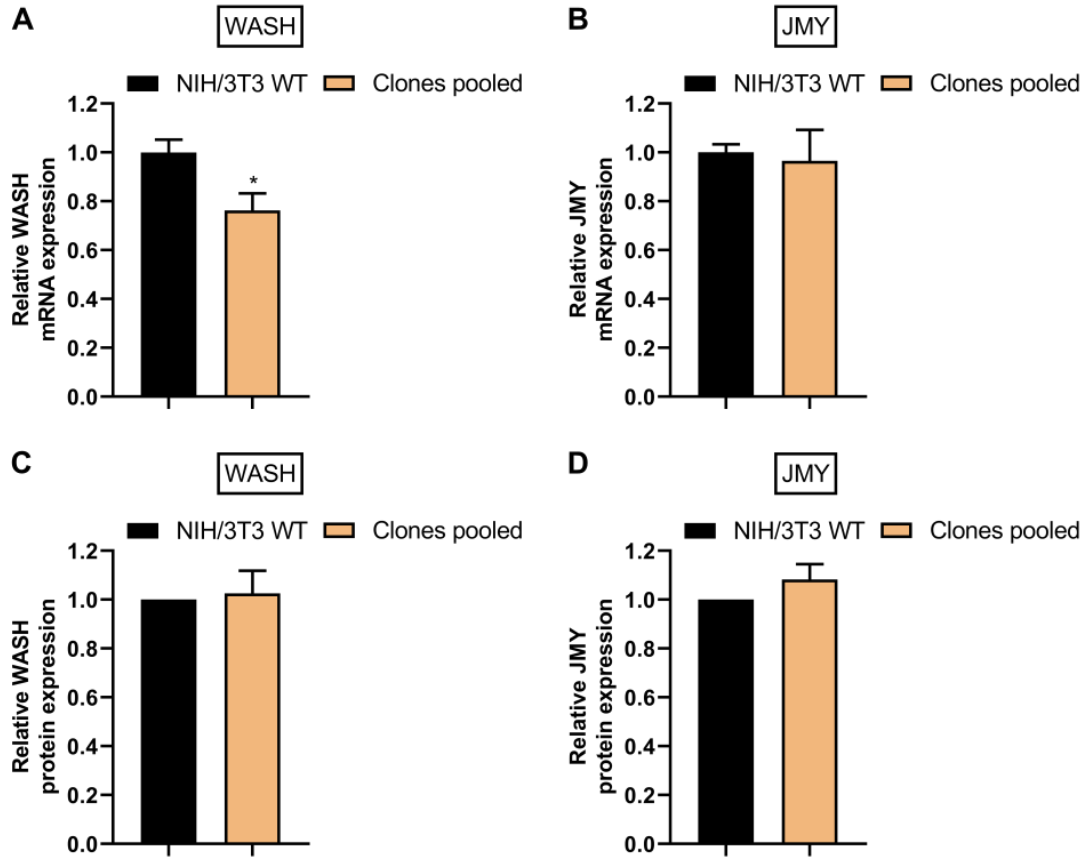 A
WASH
NIH/3T3 WT
Clones pooled
Relative WASH
mRNA expression
1.2
1.0
0.8
0.6
0.4
0.2
0.0
*
B
JMY
NIH/3T3 WT
Clones pooled
Relative JMY
mRNA expression
1.2
1.0
0.8
0.6
0.4
0.2
0.0
C
WASH
NIH/3T3 WT
Clones pooled
Relative WASH
protein expression
1.2
1.0
0.8
0.6
0.4
0.2
0.0
D
JMY
NIH/3T3 WT
Clones pooled
Relative JMY
protein expression
1.2
1.0
0.8
0.6
0.4
0.2
0.0